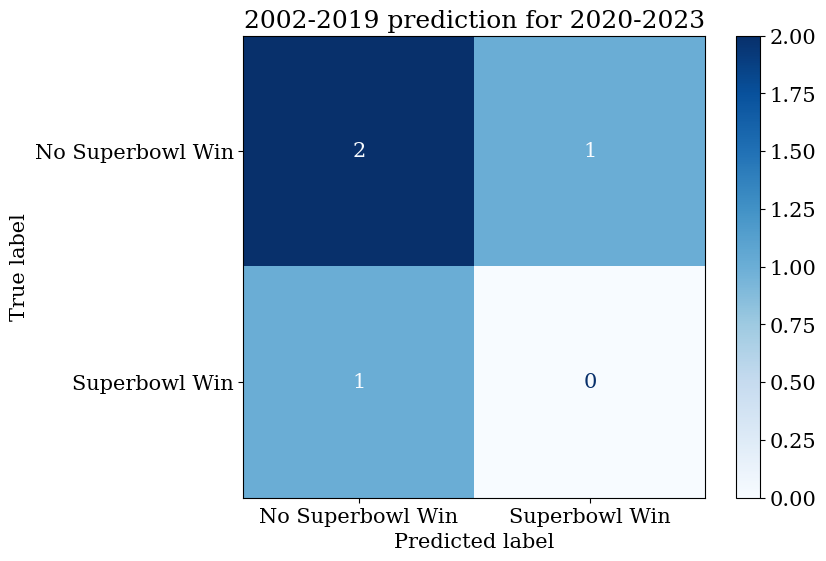 2002-2019 prediction for 2020-2023
True label
No Superbowl Win
Superbowl Win
2
1
1
0
No Superbowl Win
Superbowl Win
Predicted label
2.00
1.75
1.50
1.25
1.00
0.75
0.50
0.25
0.00